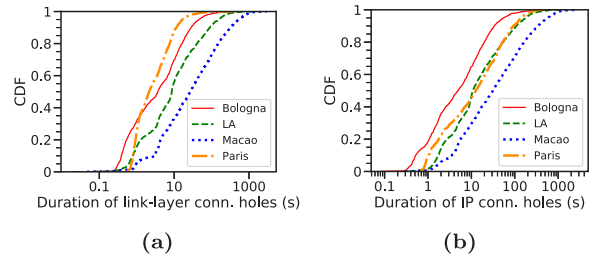 1
0.8
0.6
0.4
0.2
0
CDF
Bologna
LA
Macao
Paris
0.1 10 1000
Duration of link-layer conn. holes (s)
(a)
1
0.8
0.6
0.4
0.2
0
CDF
Bologna
LA
Macao
Paris
0.1 1 10 100 1000
Duration of IP conn. holes (s)
(b)